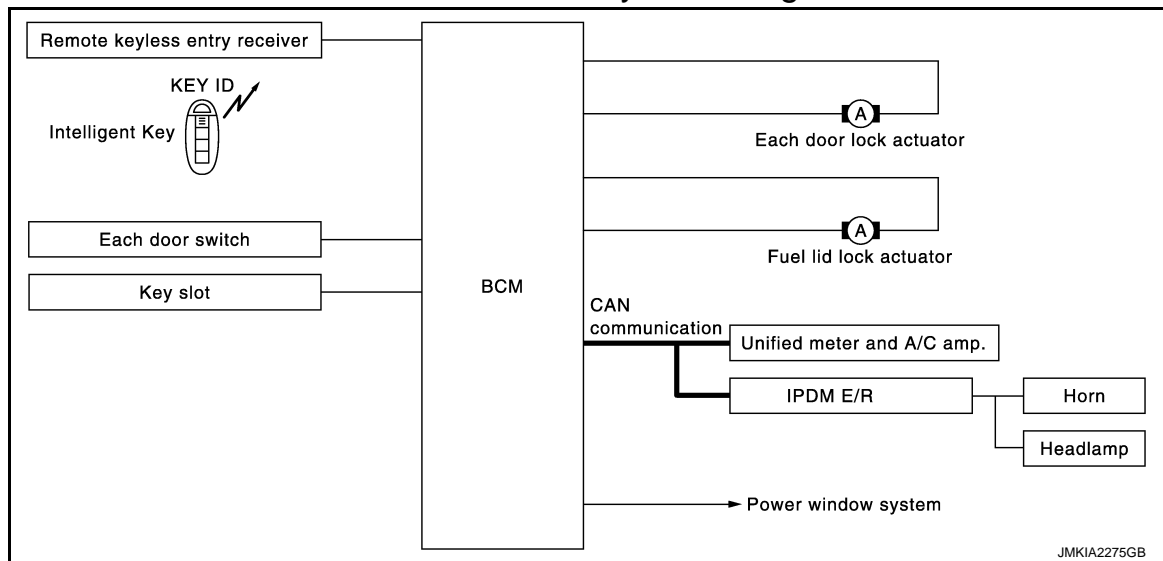 Remote keyless entry receiver
KEY ID
Intelligent Key
Each door switch
Key slot
BCM
A
Each door lock actuator
A
Fuel lid lock actuator
CAN
communication
Unified meter and A/C amp.
IPDM E/R
Horn
Headlamp
Power window system
JMKIA2275GB